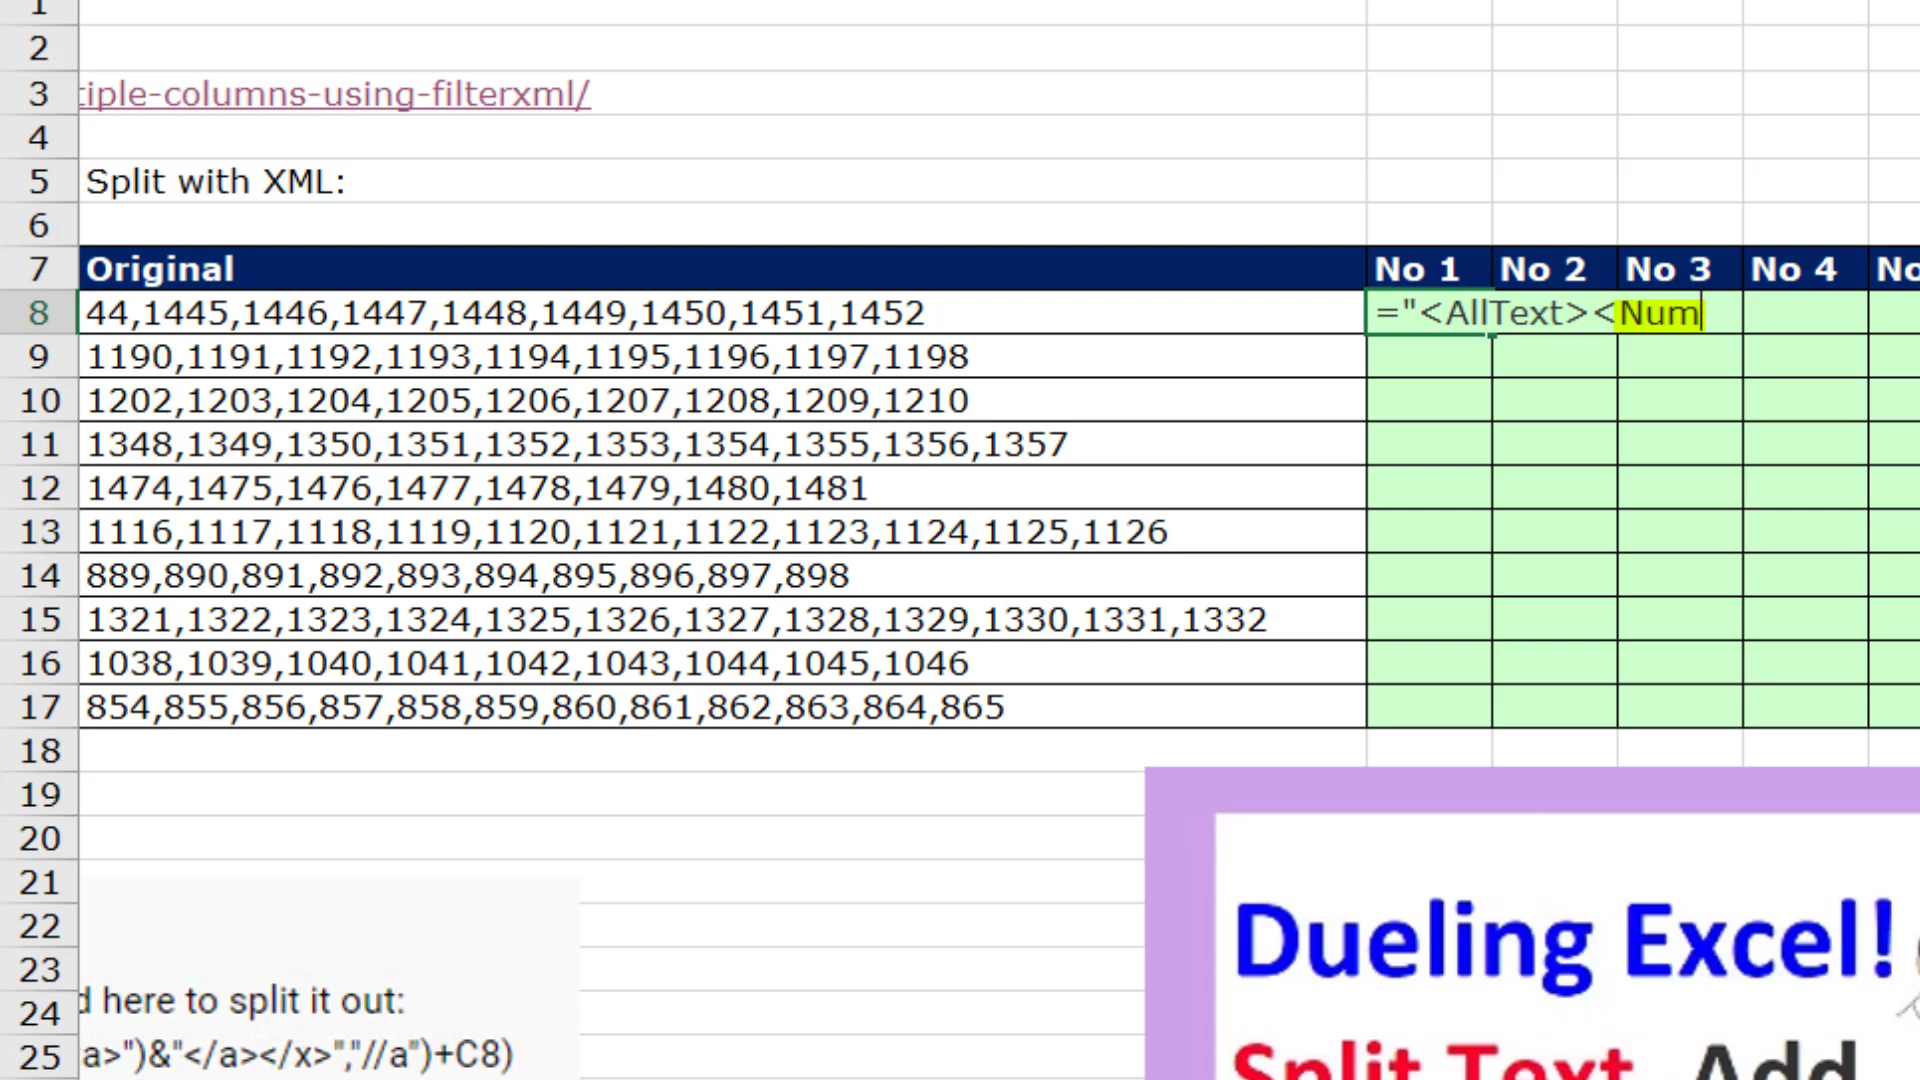 1
2
3 tiple-columns-using-filterxml/
4
5 Split with XML:
6
7 Original No 1 No 2 No 3 No 4 No
8 44,1445,1446,1447,1448,1449,1450,1451,1452 ="<AllText><Num
9 1190,1191,1192,1193,1194,1195,1196,1197,1198
10 1202,1203,1204,1205,1206,1207,1208,1209,1210
11 1348,1349,1350,1351,1352,1353,1354,1355,1356,1357
12 1474,1475,1476,1477,1478,1479,1480,1481
13 1116,1117,1118,1119,1120,1121,1122,1123,1124,1125,1126
14 889,890,891,892,893,894,895,896,897,898
15 1321,1322,1323,1324,1325,1326,1327,1328,1329,1330,1331,1332
16 1038,1039,1040,1041,1042,1043,1044,1045,1046
17 854,855,856,857,858,859,860,861,862,863,864,865
18
19
20
21
22 Dueling Excel!
23
24 d here to split it out:
25 a>")&"</a></x>","//a")+C8) Split Text, Add